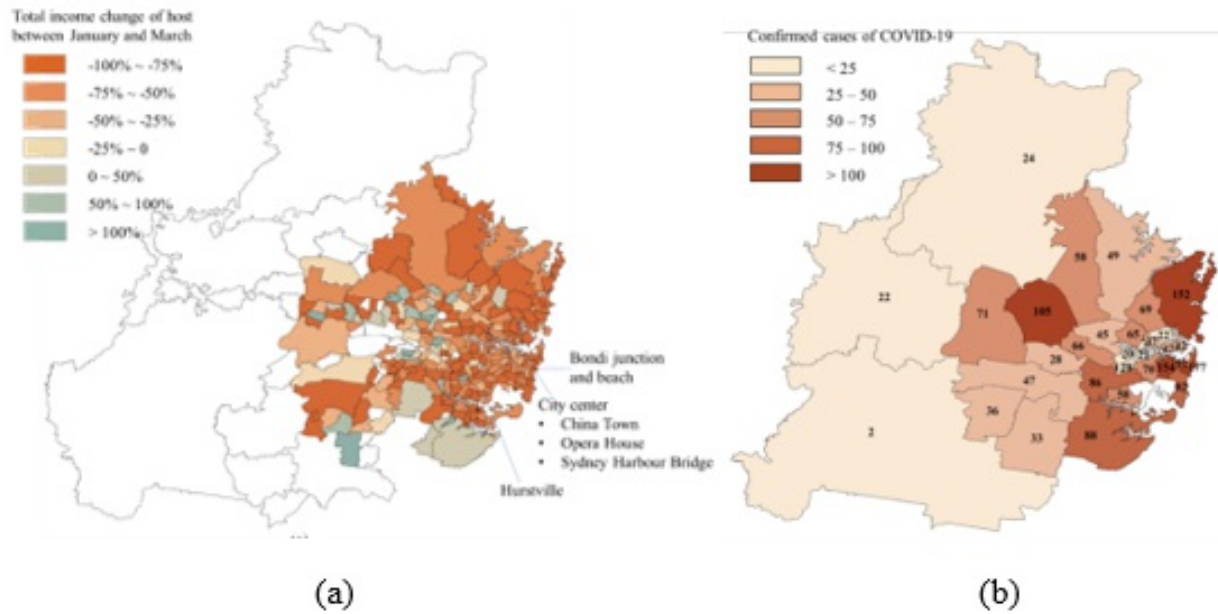 Total income change of host
between January and March
-100% ~ -75%
-75% ~ -50%
-50% ~ -25%
-25% ~ 0
0 ~ 50%
50% ~ 100%
> 100%
Bondi junction
and beach
City center
• China Town
• Opera House
• Sydney Harbour Bridge
Hurstville
(a)
Confirmed cases of COVID-19
< 25
25 – 50
50 – 75
75 – 100
> 100
24
58
49
22
71
105
152
69
65
65
66
28
47
86
36
33
2
88
82
(b)